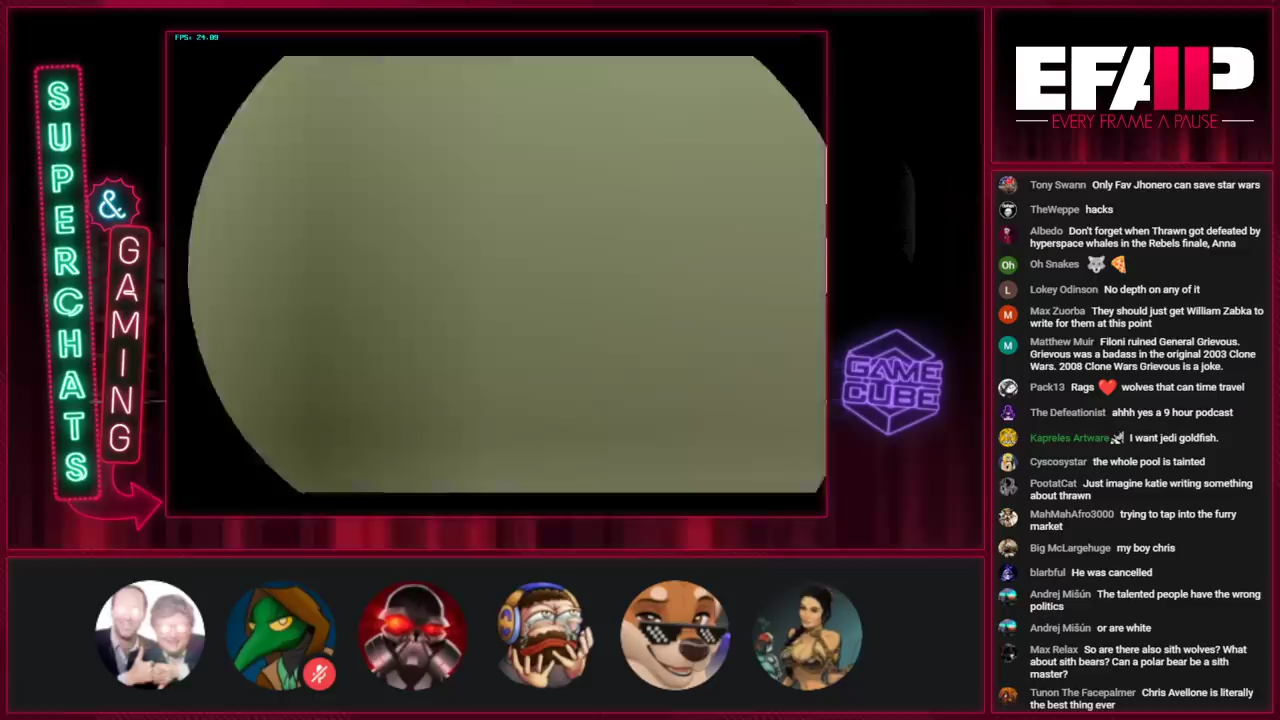 FPS: 24.09
SUPERCHATS
&
GAMING
GAME
CUBE
EFAP
EVERY FRAME A PAUSE
Tony Swann Only Fav Jhonero can save star wars
TheWeppe hacks
Albedo Don't forget when Thrawn got defeated by
hyperspace whales in the Rebels finale, Anna
Oh Oh Snakes
L Lokey Odinson No depth on any of it
M Max Zuorba They should just get William Zabka to
write for them at this point
M Matthew Muir Filoni ruined General Grievous.
Grievous was a badass in the original 2003 Clone
Wars. 2008 Clone Wars Grievous is a joke.
Pack13 Rags ❤️ wolves that can time travel
The Defeationist ahhh yes a 9 hour podcast
Kapreles Artware I want jedi goldfish.
Cyscosystar the whole pool is tainted
PootatCat Just imagine katie writing something
about thrawn
MahMahAfro3000 trying to tap into the furry
market
Big McLargehuge my boy chris
blarbful He was cancelled
Andrej Mišún The talented people have the wrong
politics
Andrej Mišún or are white
Max Relax So are there also sith wolves? What
about sith bears? Can a polar bear be a sith
master?
Tunon The Facepalmer Chris Avellone is literally
the best thing ever